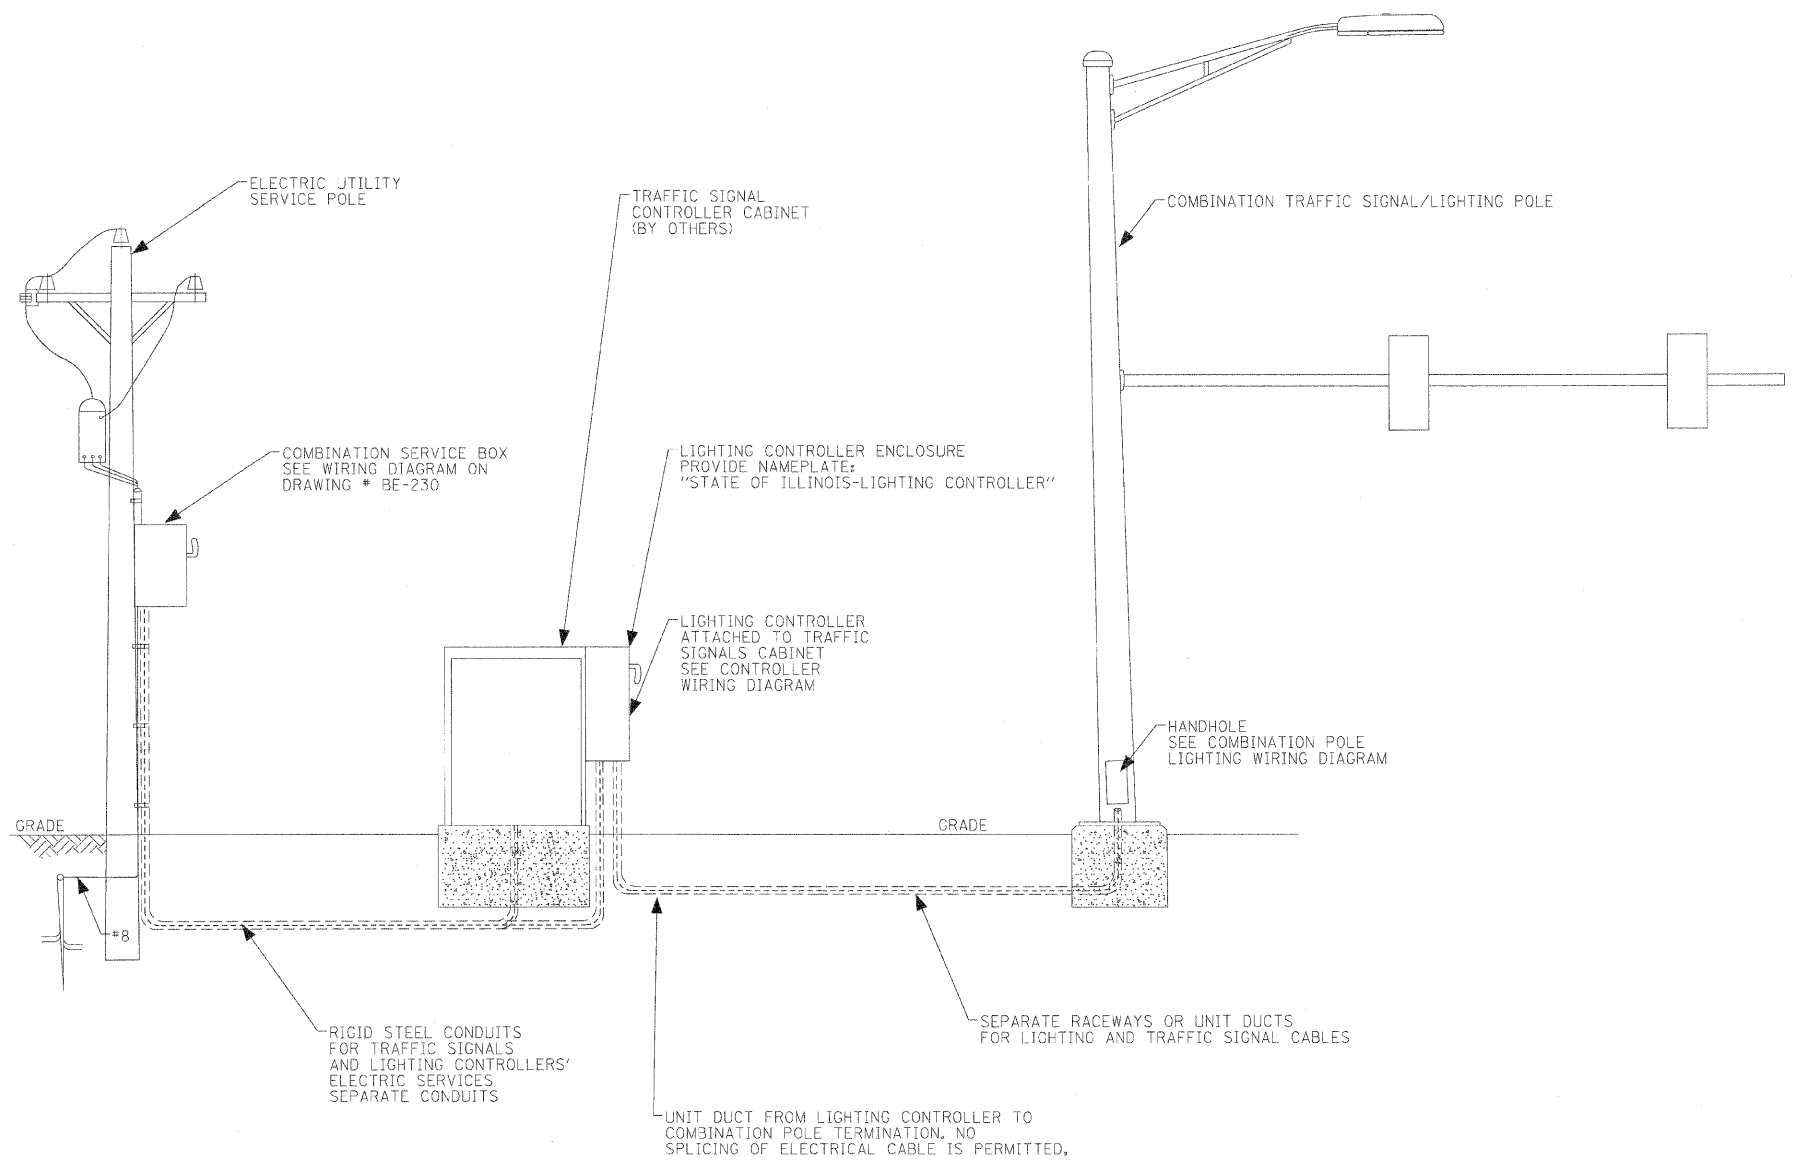 ELECTRIC UTILITY
SERVICE POLE
TRAFFIC SIGNAL
CONTROLLER CABINET
(BY OTHERS)
COMBINATION TRAFFIC SIGNAL/LIGHTING POLE
COMBINATION SERVICE BOX
SEE WIRING DIAGRAM ON
DRAWING # BE-230
LIGHTING CONTROLLER ENCLOSURE
PROVIDE NAMEPLATE:
"STATE OF ILLINOIS-LIGHTING CONTROLLER"
LIGHTING CONTROLLER
ATTACHED TO TRAFFIC
SIGNALS CABINET
SEE CONTROLLER
WIRING DIAGRAM
HANDHOLE
SEE COMBINATION POLE
LIGHTING WIRING DIAGRAM
GRADE
GRADE
#8
RIGID STEEL CONDUITS
FOR TRAFFIC SIGNALS
AND LIGHTING CONTROLLERS'
ELECTRIC SERVICES
SEPARATE CONDUITS
SEPARATE RACEWAYS OR UNIT DUCTS
FOR LIGHTING AND TRAFFIC SIGNAL CABLES
UNIT DUCT FROM LIGHTING CONTROLLER TO
COMBINATION POLE TERMINATION. NO
SPLICING OF ELECTRICAL CABLE IS PERMITTED.